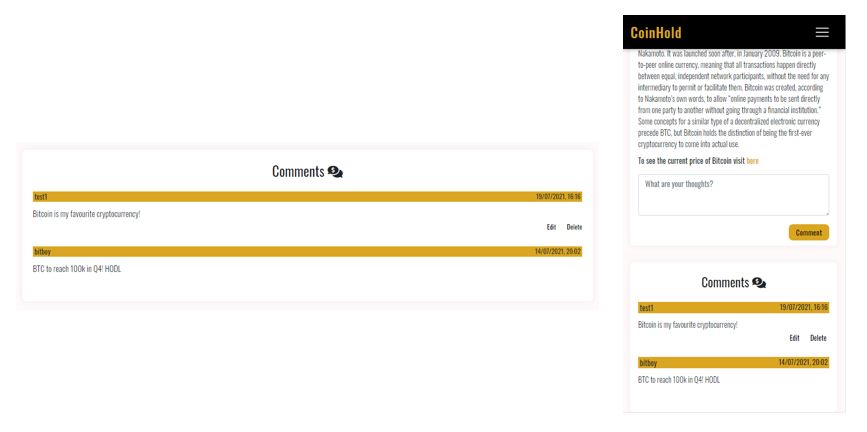 Comments
test1 19/07/2021, 16:16
Bitcoin is my favourite cryptocurrency!
Edit Delete
bitboy 14/07/2021, 20:02
BTC to reach 100k in Q4! HODL
CoinHold
Nakamoto. It was launched soon after, in January 2009. Bitcoin is a peer-
to-peer online currency, meaning that all transactions happen directly
between equal, independent network participants, without the need for any
intermediary to permit or facilitate them. Bitcoin was created, according
to Nakamoto's own words, to allow "online payments to be sent directly
from one party to another without going through a financial institution."
Some concepts for a similar type of a decentralized electronic currency
precede BTC, but Bitcoin holds the distinction of being the first-ever
cryptocurrency to come into actual use.
To see the current price of Bitcoin visit here
What are your thoughts?
Comment
Comments
test1 19/07/2021, 16:16
Bitcoin is my favourite cryptocurrency!
Edit Delete
bitboy 14/07/2021, 20:02
BTC to reach 100k in Q4! HODL